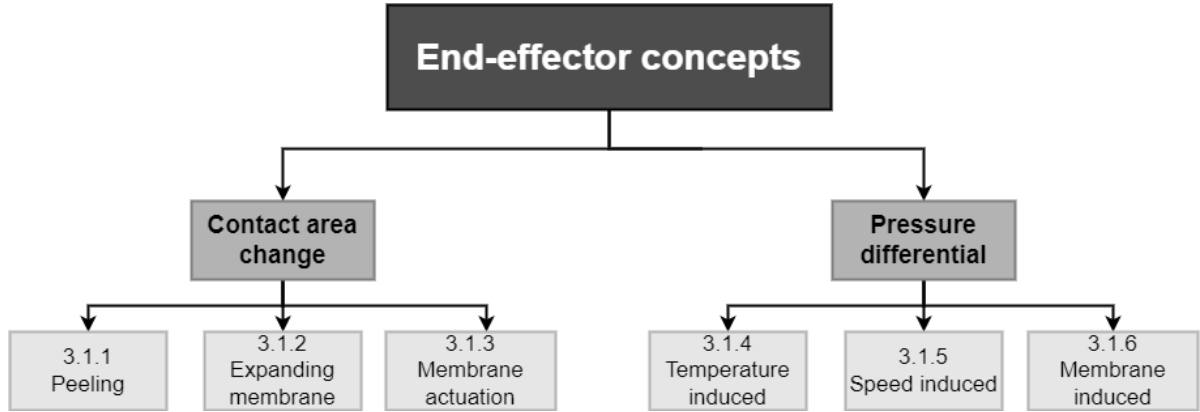 End-effector concepts
Contact area
change
Pressure
differential
3.1.1
Peeling
3.1.2
Expanding
membrane
3.1.3
Membrane
actuation
3.1.4
Temperature
induced
3.1.5
Speed induced
3.1.6
Membrane
induced